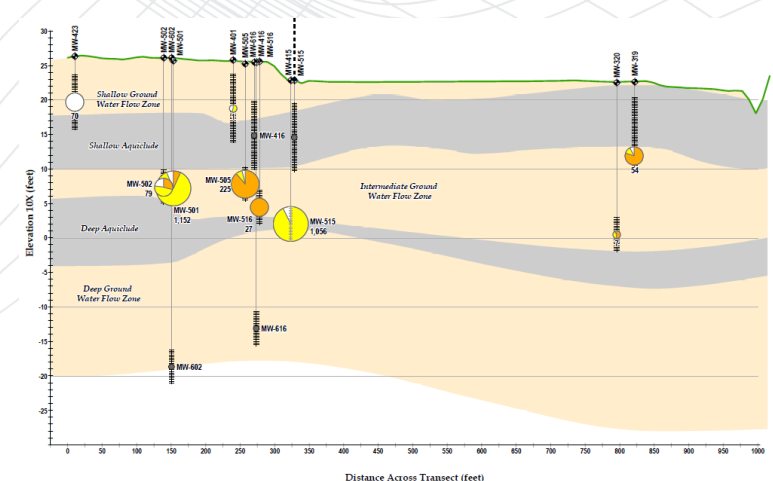 MW-423
MW-502
MW-602
MW-501
MW-401
MW-505
MW-616
MW-416
MW-516
MW-415
MW-515
MW-320
MW-319
30
25
20
15
10
5
0
-5
-10
-15
-20
-25
Elevation 10X (feet)
Shallow Ground
Water Flow Zone
70
Shallow Aquiclude
MW-416
MW-502
79
MW-501
1,152
MW-505
225
MW-516
27
MW-515
1,056
Intermediate Ground
Water Flow Zone
54
Deep Aquiclude
Deep Ground
Water Flow Zone
MW-616
MW-602
0 50 100 150 200 250 300 350 400 450 500 550 600 650 700 750 800 850 900 950 1000
Distance Across Transect (feet)